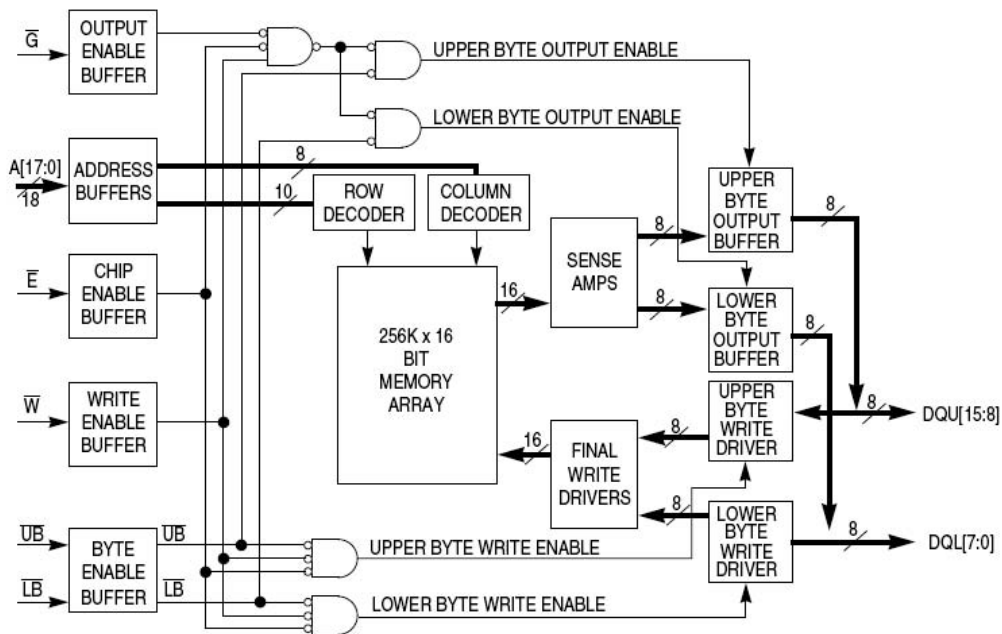 G̅
OUTPUT
ENABLE
BUFFER
UPPER BYTE OUTPUT ENABLE
LOWER BYTE OUTPUT ENABLE
A[17:0]
18
ADDRESS
BUFFERS
8
10
ROW
DECODER
COLUMN
DECODER
UPPER
BYTE
OUTPUT
BUFFER
8
E̅
CHIP
ENABLE
BUFFER
256K x 16
BIT
MEMORY
ARRAY
16
SENSE
AMPS
8
8
LOWER
BYTE
OUTPUT
BUFFER
8
W̅
WRITE
ENABLE
BUFFER
16
FINAL
WRITE
DRIVERS
8
8
UPPER
BYTE
WRITE
DRIVER
8
DQU[15:8]
U̅B̅
L̅B̅
BYTE
ENABLE
BUFFER
U̅B̅
L̅B̅
UPPER BYTE WRITE ENABLE
LOWER BYTE WRITE ENABLE
LOWER
BYTE
WRITE
DRIVER
8
DQL[7:0]